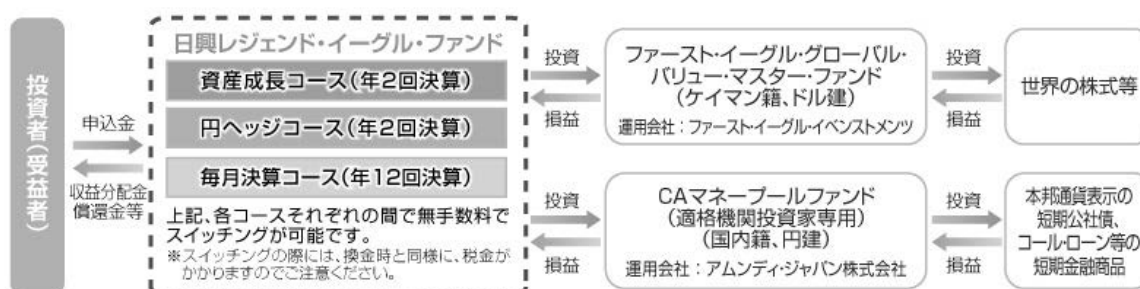 投資者(受益者)
申込金
収益分配金
償還金等
日興レジェンド・イーグル・ファンド
資産成長コース(年2回決算)
円ヘッジコース(年2回決算)
毎月決算コース(年12回決算)
上記、各コースそれぞれの間で無手数料で
スイッチングが可能です。
※スイッチングの際には、換金時と同様に、税金が
かかりますのでご注意ください。
投資
損益
ファースト・イーグル・グローバル・
バリュー・マスター・ファンド
(ケイマン籍、ドル建)
運用会社：ファースト・イーグル・イベンストメンツ
投資
損益
世界の株式等
投資
損益
CAマネープールファンド
(適格機関投資家専用)
(国内籍、円建)
運用会社：アムンディ・ジャパン株式会社
投資
損益
本邦通貨表示の
短期公社債、
コール・ローン等の
短期金融商品